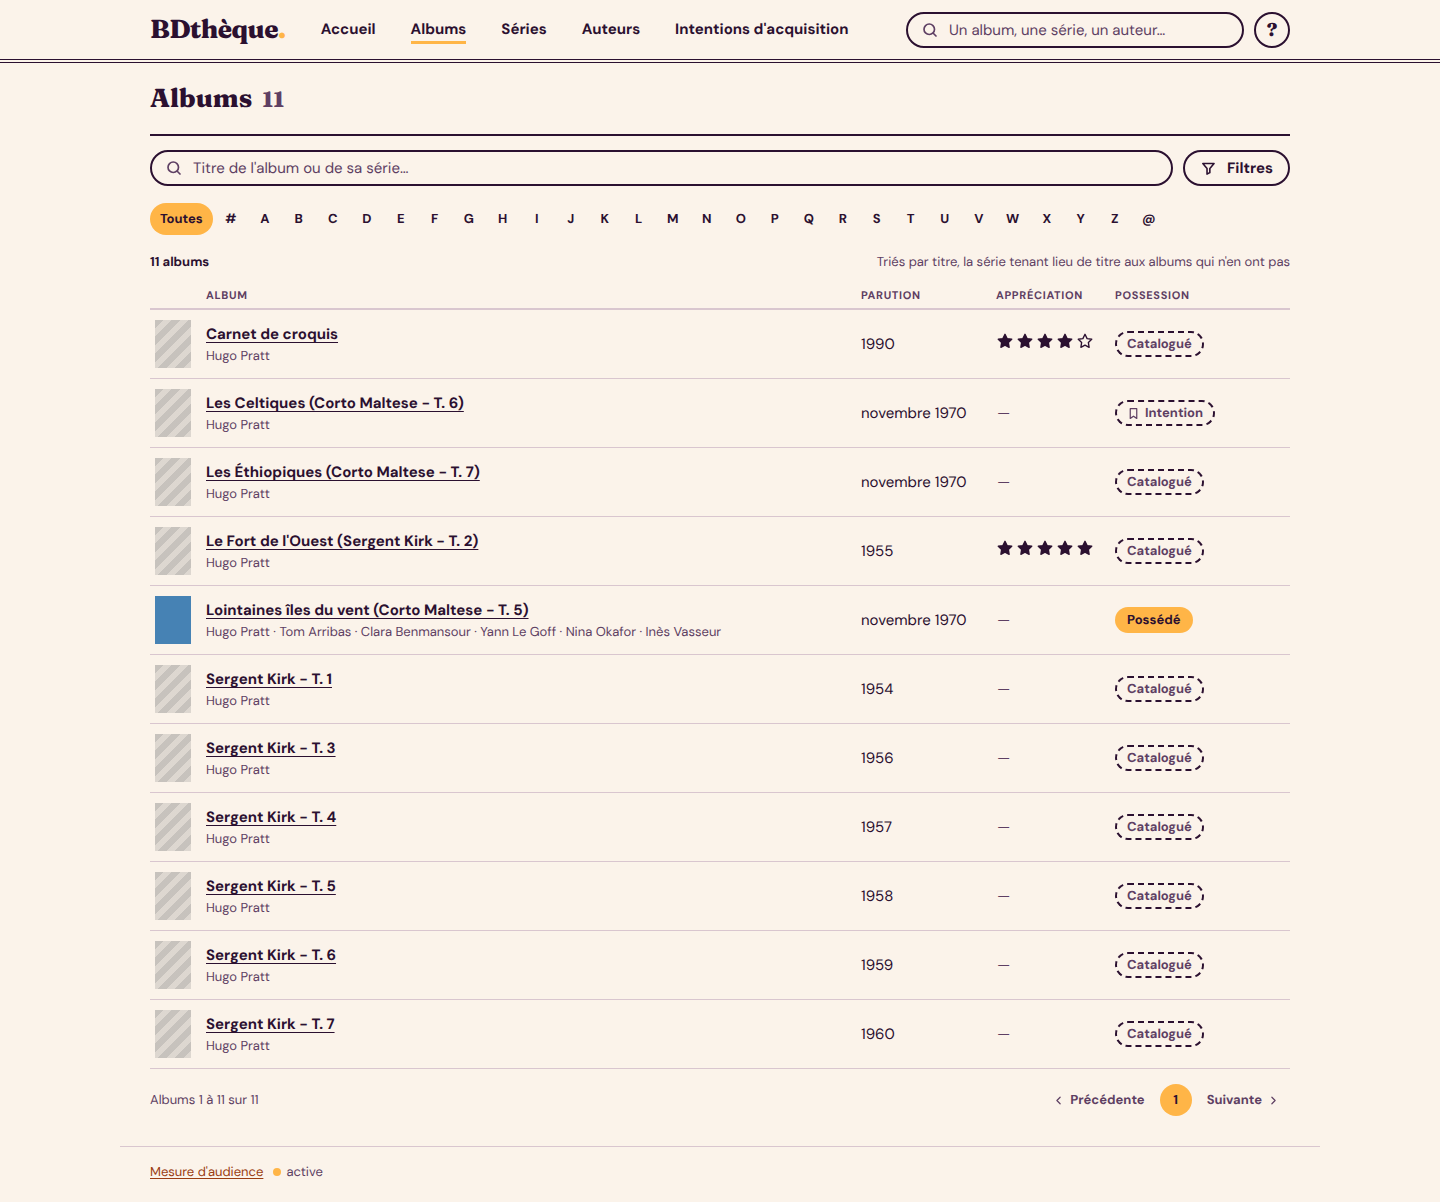 BDthèque. Accueil Albums Séries Auteurs Intentions d'acquisition Un album, une série, un auteur… ?
Albums 11
Titre de l'album ou de sa série… Filtres
Toutes # A B C D E F G H I J K L M N O P Q R S T U V W X Y Z @
11 albums Triés par titre, la série tenant lieu de titre aux albums qui n'en ont pas
ALBUM PARUTION APPRÉCIATION POSSESSION
Carnet de croquis
Hugo Pratt
1990 Catalogué
Les Celtiques (Corto Maltese – T. 6)
Hugo Pratt
novembre 1970 — Intention
Les Éthiopiques (Corto Maltese – T. 7)
Hugo Pratt
novembre 1970 — Catalogué
Le Fort de l'Ouest (Sergent Kirk – T. 2)
Hugo Pratt
1955 Catalogué
Lointaines îles du vent (Corto Maltese – T. 5)
Hugo Pratt · Tom Arribas · Clara Benmansour · Yann Le Goff · Nina Okafor · Inès Vasseur
novembre 1970 — Possédé
Sergent Kirk – T. 1
Hugo Pratt
1954 — Catalogué
Sergent Kirk – T. 3
Hugo Pratt
1956 — Catalogué
Sergent Kirk – T. 4
Hugo Pratt
1957 — Catalogué
Sergent Kirk – T. 5
Hugo Pratt
1958 — Catalogué
Sergent Kirk – T. 6
Hugo Pratt
1959 — Catalogué
Sergent Kirk – T. 7
Hugo Pratt
1960 — Catalogué
Albums 1 à 11 sur 11 Précédente 1 Suivante
Mesure d'audience active